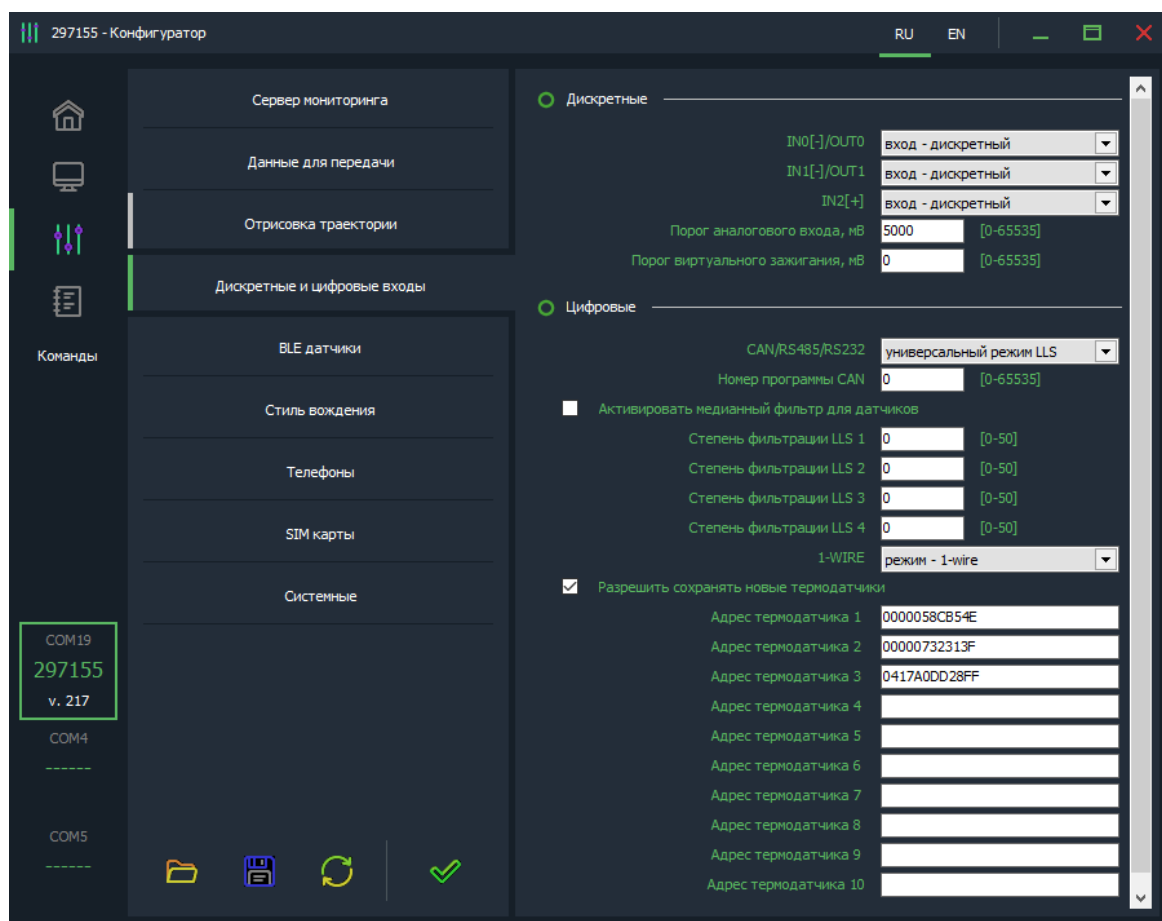 297155 - Конфигуратор
RU EN
Команды
COM19
297155
v. 217
COM4
------
COM5
------
Сервер мониторинга
Данные для передачи
Отрисовка траектории
Дискретные и цифровые входы
BLE датчики
Стиль вождения
Телефоны
SIM карты
Системные
Дискретные
IN0[-]/OUT0 вход - дискретный
IN1[-]/OUT1 вход - дискретный
IN2[+] вход - дискретный
Порог аналогового входа, мВ 5000 [0-65535]
Порог виртуального зажигания, мВ 0 [0-65535]
Цифровые
CAN/RS485/RS232 универсальный режим LLS
Номер программы CAN 0 [0-65535]
Активировать медианный фильтр для датчиков
Степень фильтрации LLS 1 0 [0-50]
Степень фильтрации LLS 2 0 [0-50]
Степень фильтрации LLS 3 0 [0-50]
Степень фильтрации LLS 4 0 [0-50]
1-WIRE режим - 1-wire
Разрешить сохранять новые термодатчики
Адрес термодатчика 1 0000058CB54E
Адрес термодатчика 2 00000732313F
Адрес термодатчика 3 0417A0DD28FF
Адрес термодатчика 4
Адрес термодатчика 5
Адрес термодатчика 6
Адрес термодатчика 7
Адрес термодатчика 8
Адрес термодатчика 9
Адрес термодатчика 10